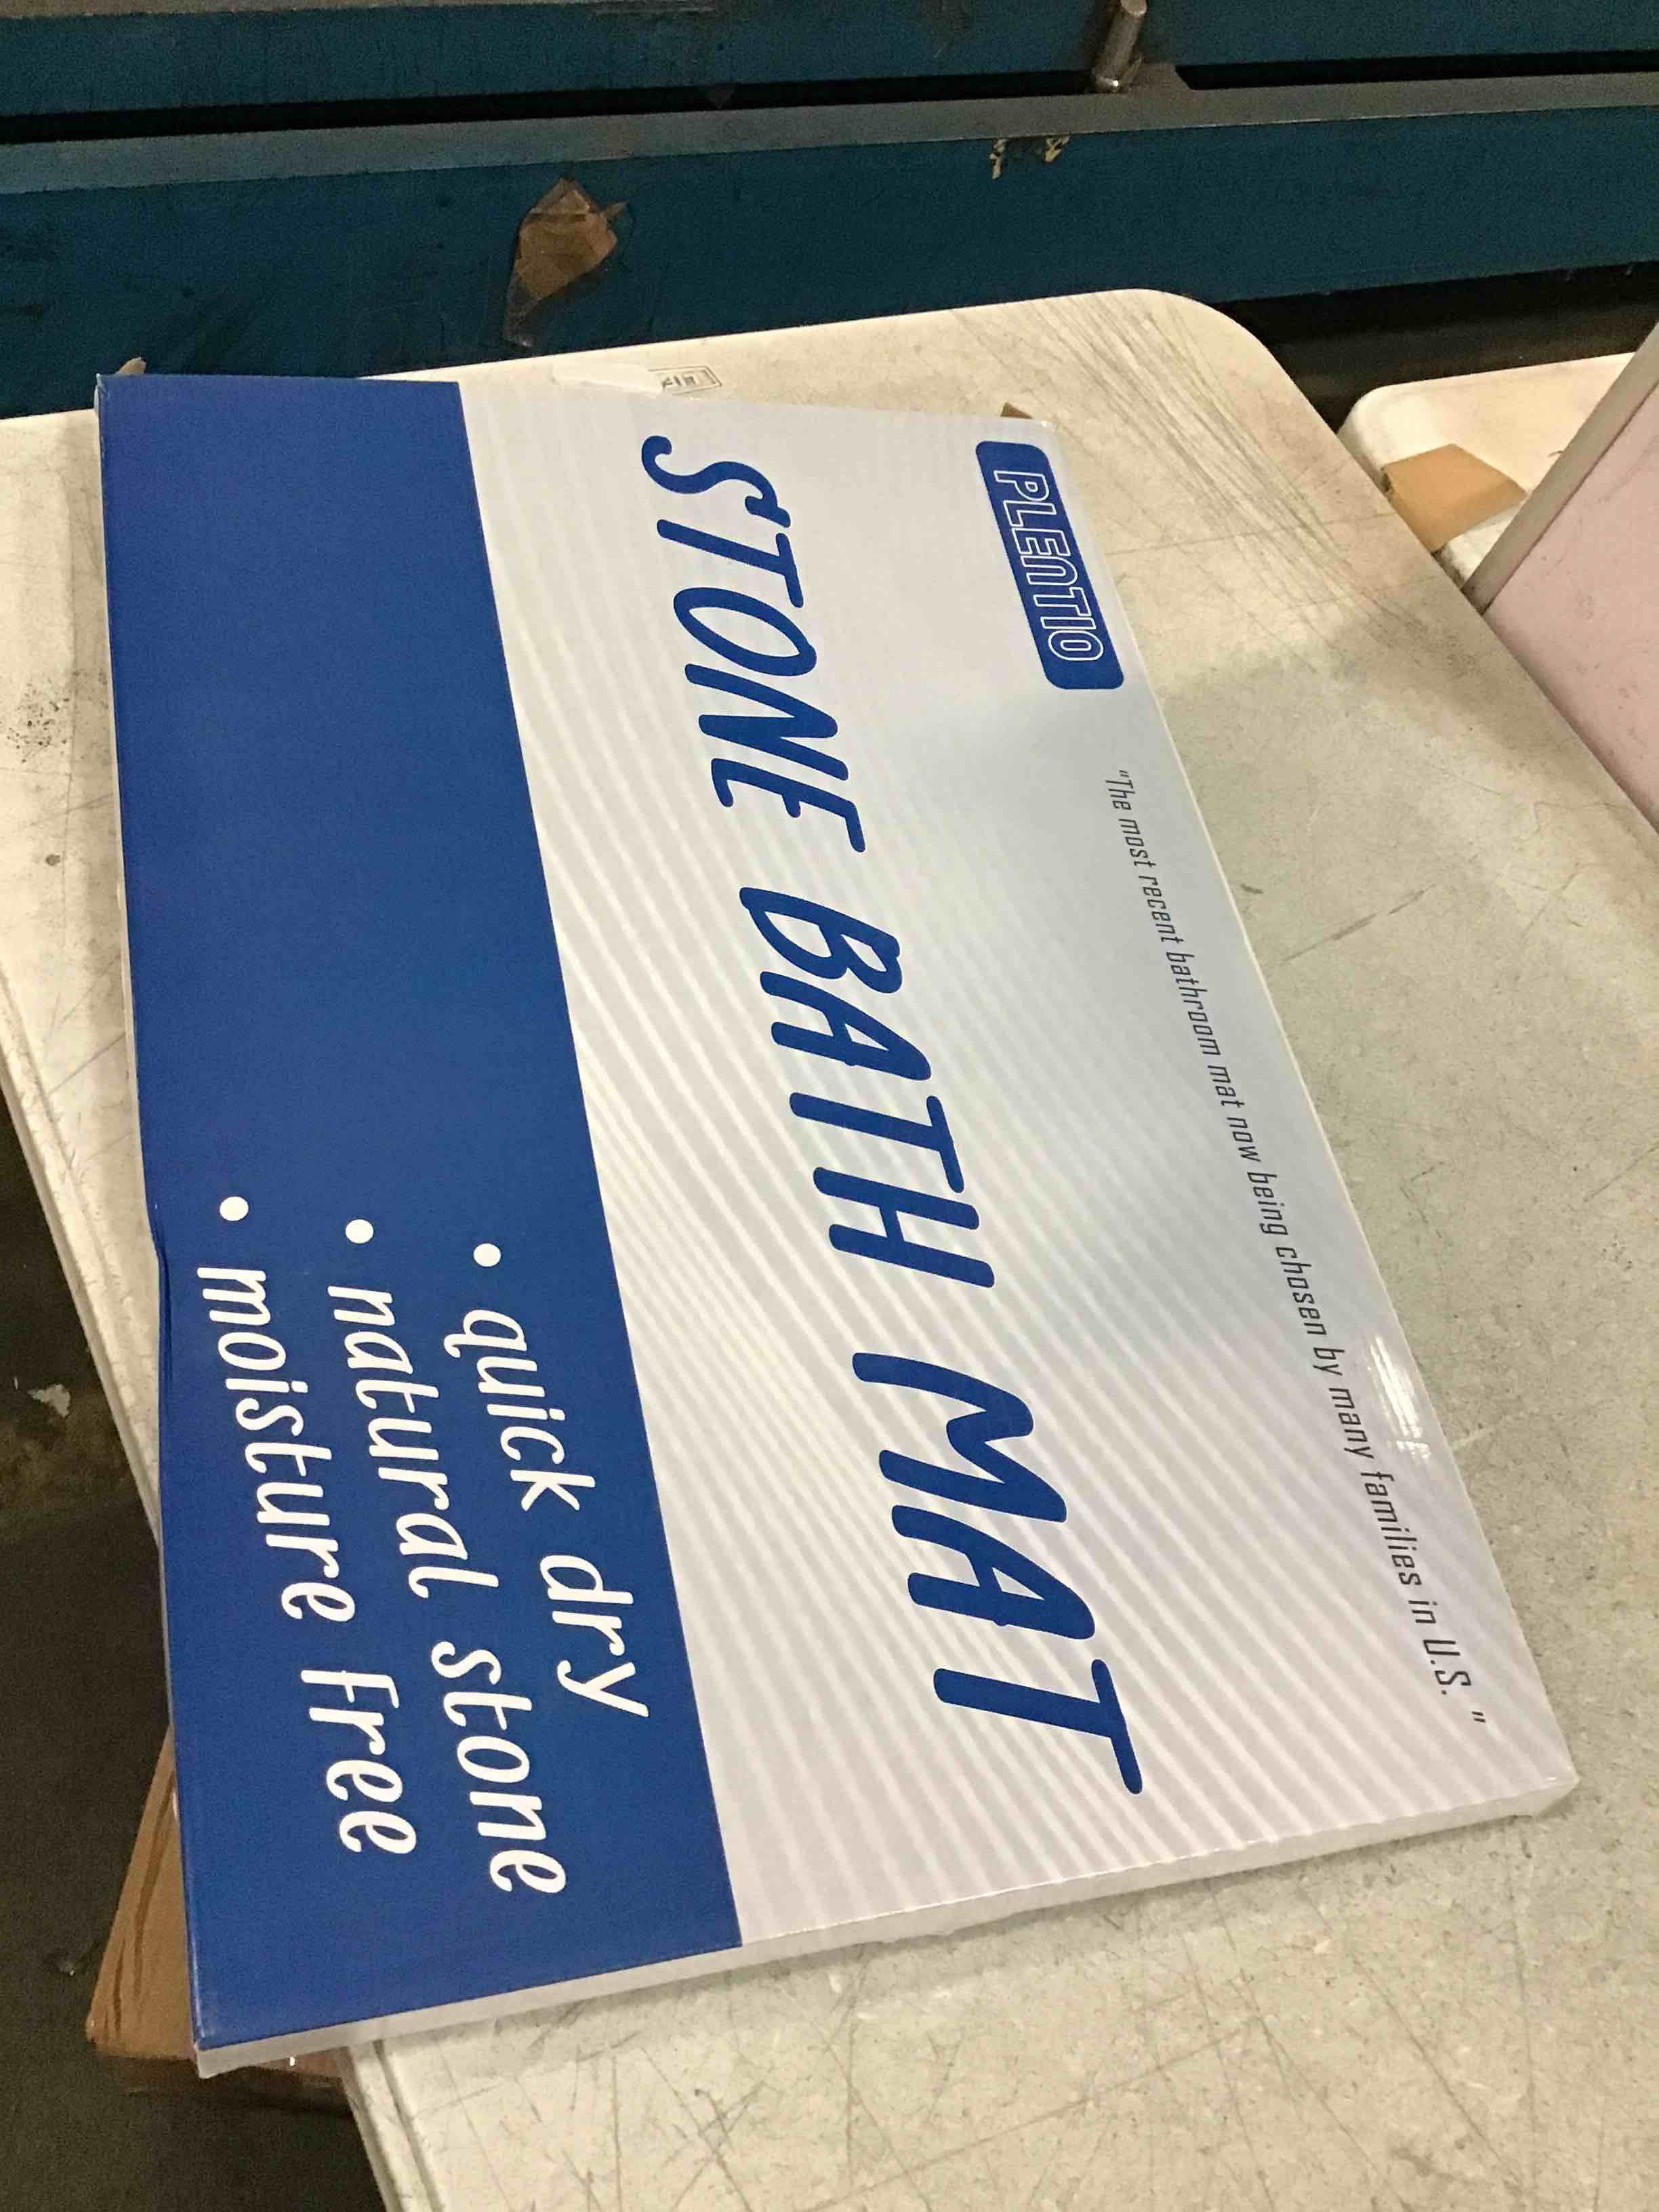 PLENTIO
"The most recent bathroom mat now being chosen by many families in U.S. "
STONE BATH MAT
• quick dry
• natural stone
• moisture free